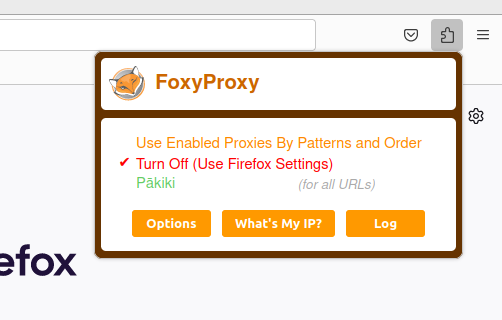 FoxyProxy
Use Enabled Proxies By Patterns and Order
✔ Turn Off (Use Firefox Settings)
Pākiki (for all URLs)
Options What's My IP? Log
efox